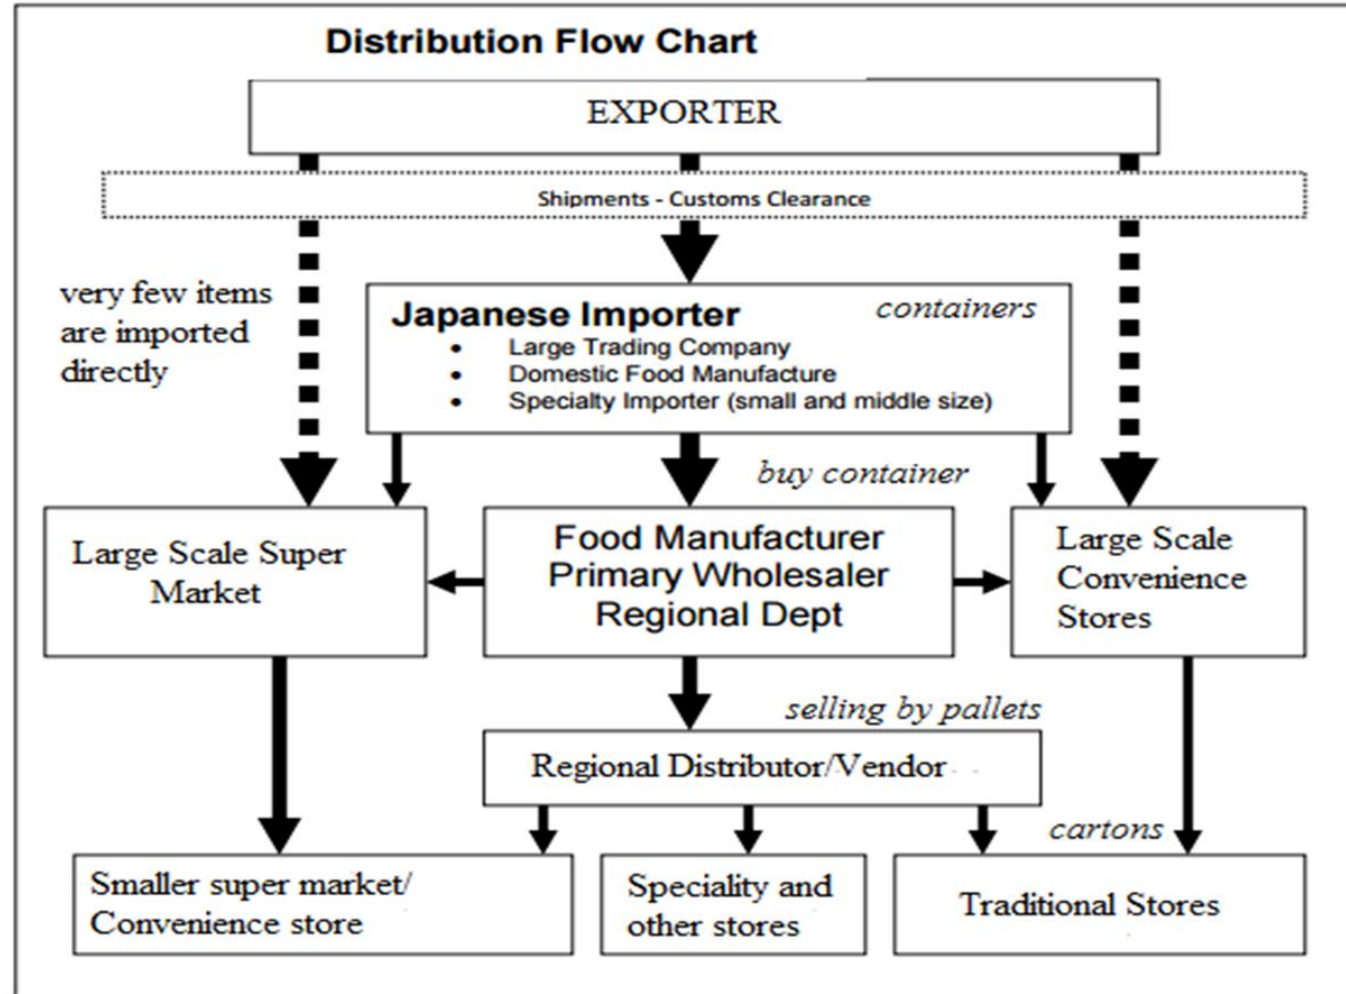 Distribution Flow Chart
EXPORTER
Shipments - Customs Clearance
very few items
are imported
directly
Japanese Importer
containers
• Large Trading Company
• Domestic Food Manufacture
• Specialty Importer (small and middle size)
buy container
Large Scale Super
Market
Food Manufacturer
Primary Wholesaler
Regional Dept
Large Scale
Convenience
Stores
selling by pallets
Regional Distributor/Vendor
cartons
Smaller super market/
Convenience store
Speciality and
other stores
Traditional Stores